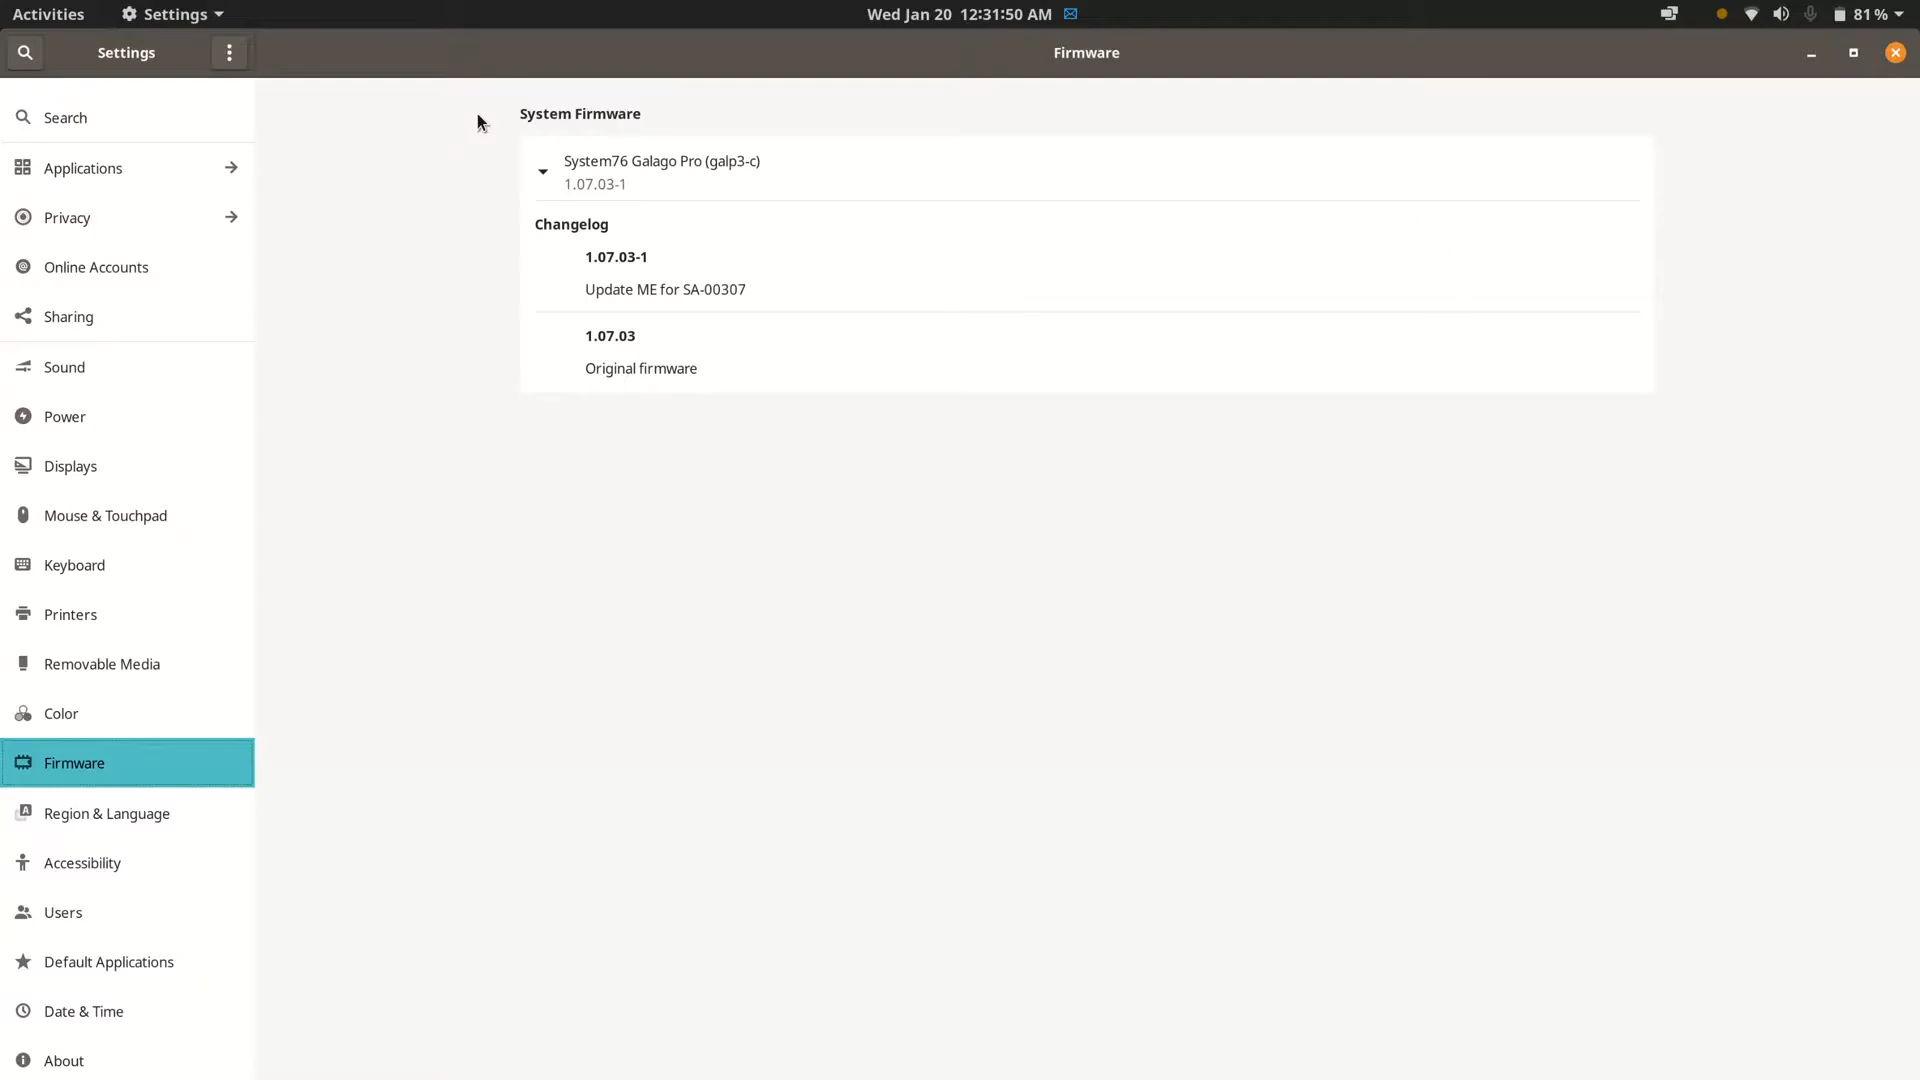 Activities
Settings
Wed Jan 20 12:31:50 AM
81 %
Settings
Firmware
Search
Applications
Privacy
Online Accounts
Sharing
Sound
Power
Displays
Mouse & Touchpad
Keyboard
Printers
Removable Media
Color
Firmware
Region & Language
Accessibility
Users
Default Applications
Date & Time
About
System Firmware
System76 Galago Pro (galp3-c)
1.07.03-1
Changelog
1.07.03-1
Update ME for SA-00307
1.07.03
Original firmware